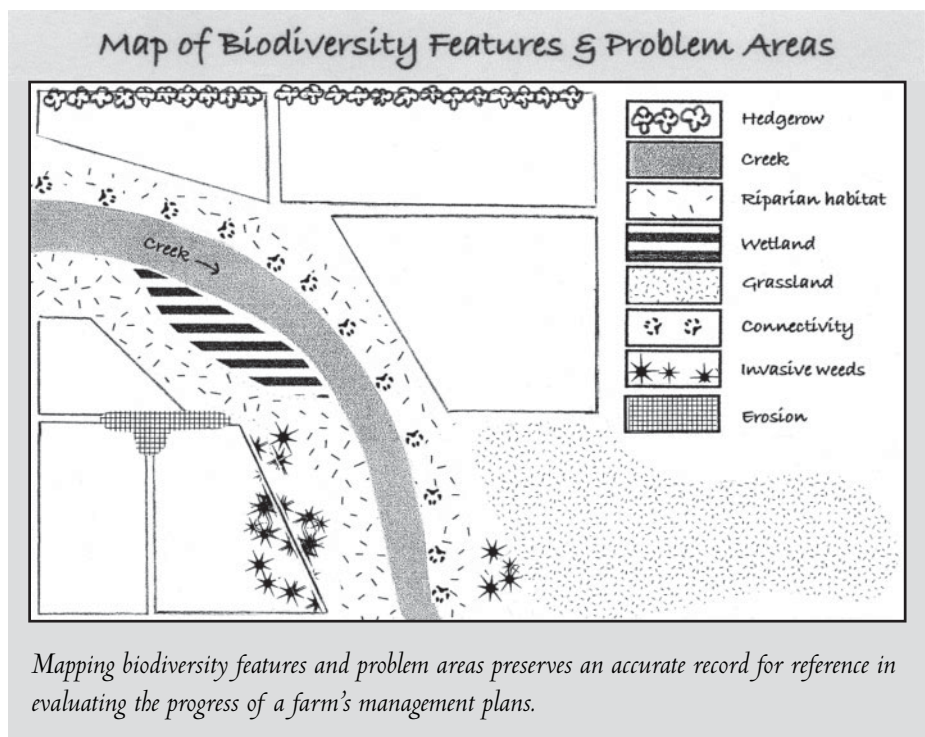 Map of Biodiversity Features & Problem Areas
Hedgerow
Creek
Riparian habitat
Wetland
Grassland
Connectivity
Invasive weeds
Erosion
Creek →
Mapping biodiversity features and problem areas preserves an accurate record for reference in
evaluating the progress of a farm's management plans.